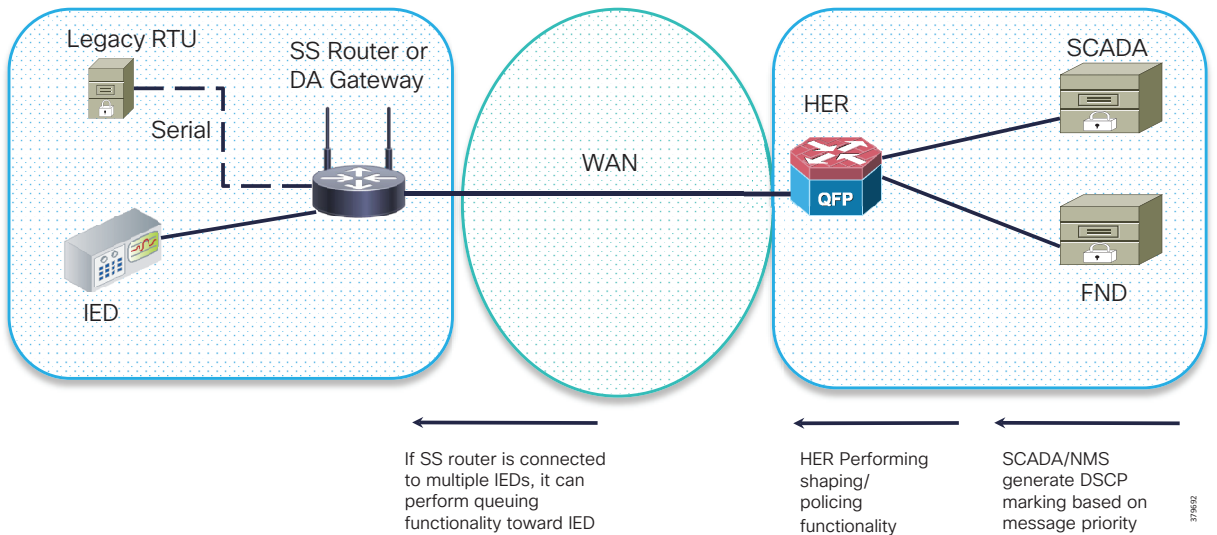 Legacy RTU
SS Router or
DA Gateway
Serial
IED
WAN
HER
QFP
SCADA
FND
If SS router is connected
to multiple IEDs, it can
perform queuing
functionality toward IED
HER Performing
shaping/
policing
functionality
SCADA/NMS
generate DSCP
marking based on
message priority
379692